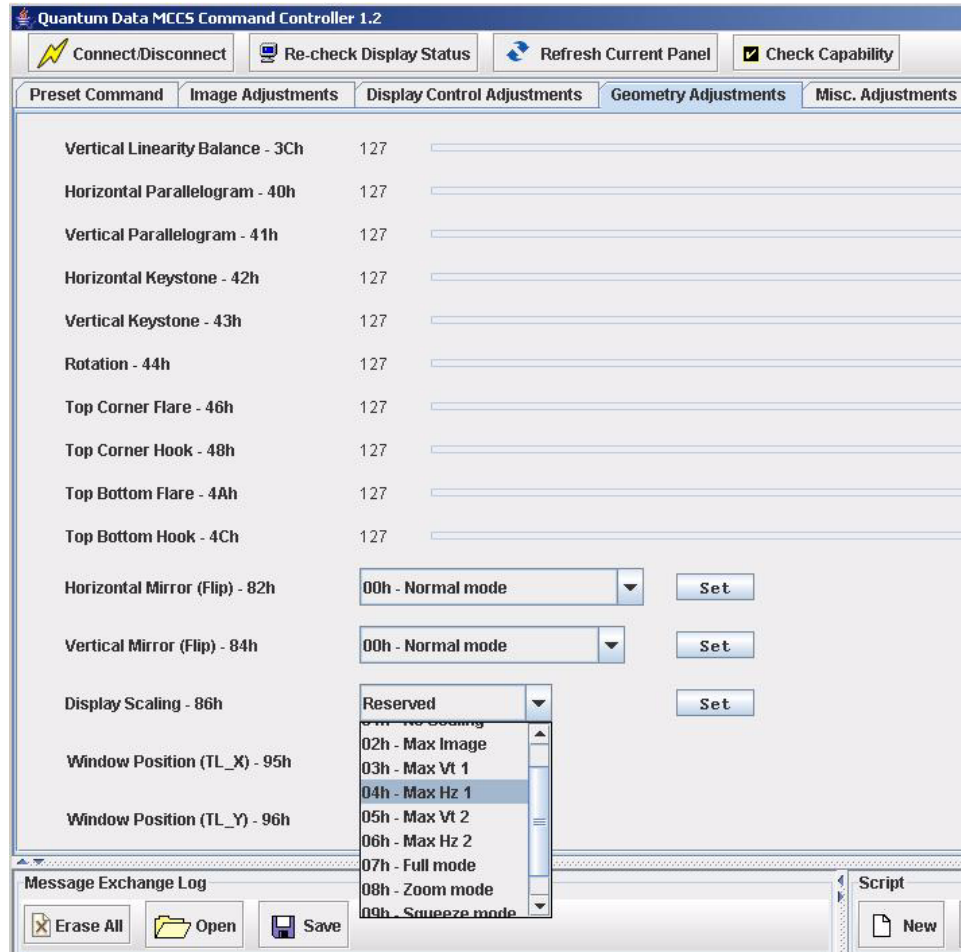 Quantum Data MCCS Command Controller 1.2
Connect/Disconnect Re-check Display Status Refresh Current Panel Check Capability
Preset Command Image Adjustments Display Control Adjustments Geometry Adjustments Misc. Adjustments
Vertical Linearity Balance - 3Ch 127
Horizontal Parallelogram - 40h 127
Vertical Parallelogram - 41h 127
Horizontal Keystone - 42h 127
Vertical Keystone - 43h 127
Rotation - 44h 127
Top Corner Flare - 46h 127
Top Corner Hook - 48h 127
Top Bottom Flare - 4Ah 127
Top Bottom Hook - 4Ch 127
Horizontal Mirror (Flip) - 82h 00h - Normal mode Set
Vertical Mirror (Flip) - 84h 00h - Normal mode Set
Display Scaling - 86h Reserved Set
01h - No Scaling
02h - Max Image
Window Position (TL_X) - 95h 03h - Max Vt 1
04h - Max Hz 1
Window Position (TL_Y) - 96h 05h - Max Vt 2
06h - Max Hz 2
07h - Full mode
08h - Zoom mode
09h - Squeeze mode
Message Exchange Log Script
Erase All Open Save New